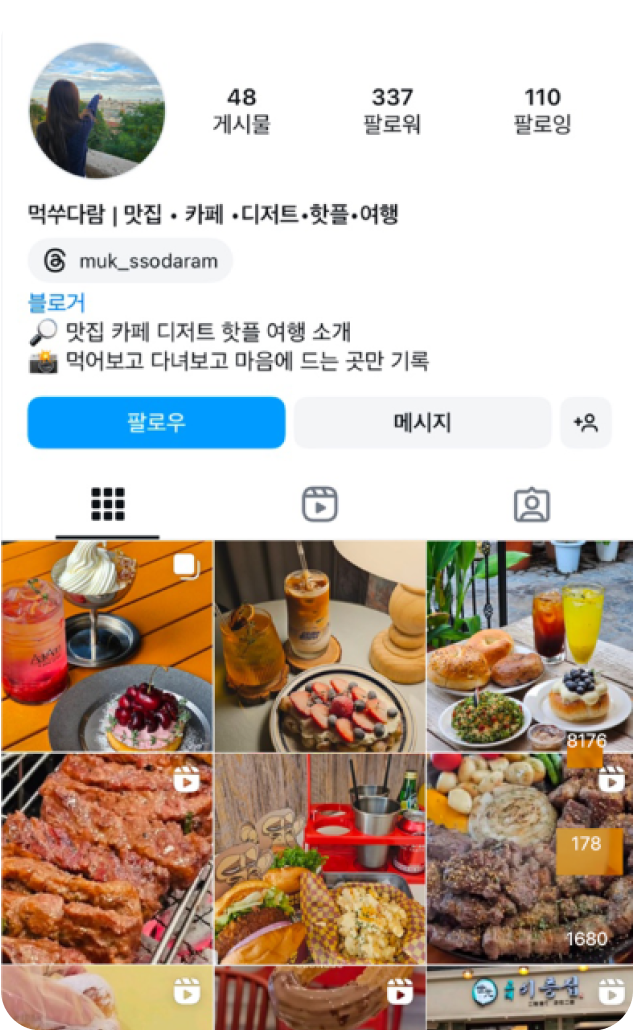 48
337
110
게시물
팔로워
팔로잉
먹쑤다람 | 맛집 • 카페 •디저트•핫플•여행
muk_ssodaram
블로거
맛집 카페 디저트 핫플 여행 소개
먹어보고 다녀보고 마음에 드는 곳만 기록
팔로우
메시지
8176
178
1680